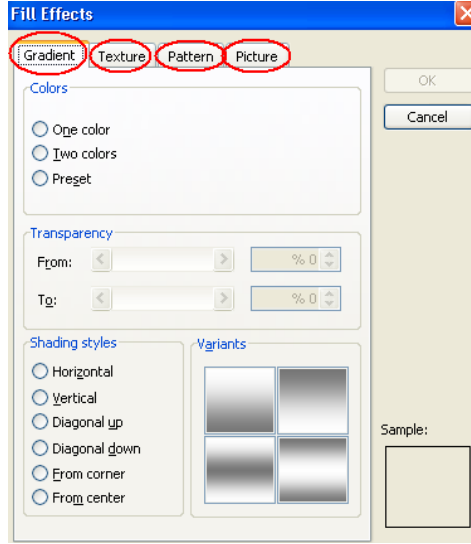 Fill Effects
Gradient Texture Pattern Picture
Colors
One color
Two colors
Preset
Transparency
From: % 0
To: % 0
Shading styles
Horizontal
Vertical
Diagonal up
Diagonal down
From corner
From center
Variants
OK
Cancel
Sample: